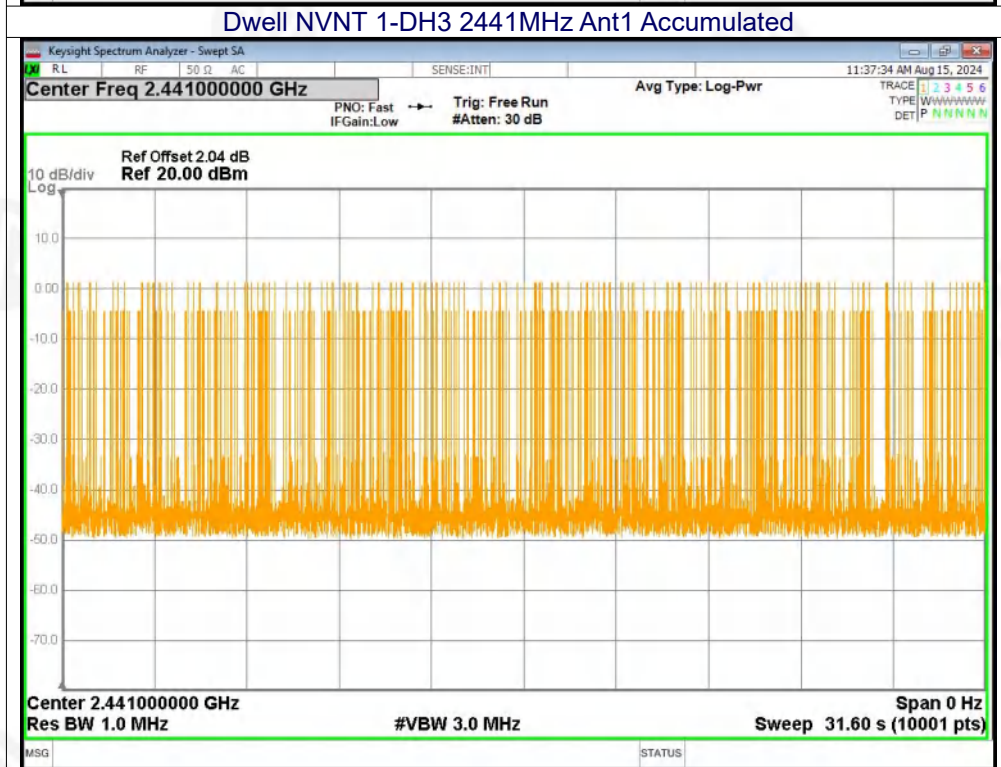 Dwell NVNT 1-DH3 2441MHz Ant1 Accumulated
Keysight Spectrum Analyzer - Swept SA
LXI RL RF 50 Ω AC SENSE:INT 11:37:34 AM Aug 15, 2024
Center Freq 2.441000000 GHz
PNO: Fast
IFGain:Low
Trig: Free Run
#Atten: 30 dB
Avg Type: Log-Pwr
TRACE 1 2 3 4 5 6
TYPE WWWWWWW
DET P N N N N N
Ref Offset 2.04 dB
10 dB/div Ref 20.00 dBm
Log
10.0
0.00
-10.0
-20.0
-30.0
-40.0
-50.0
-60.0
-70.0
Center 2.441000000 GHz Span 0 Hz
Res BW 1.0 MHz #VBW 3.0 MHz Sweep 31.60 s (10001 pts)
MSG STATUS